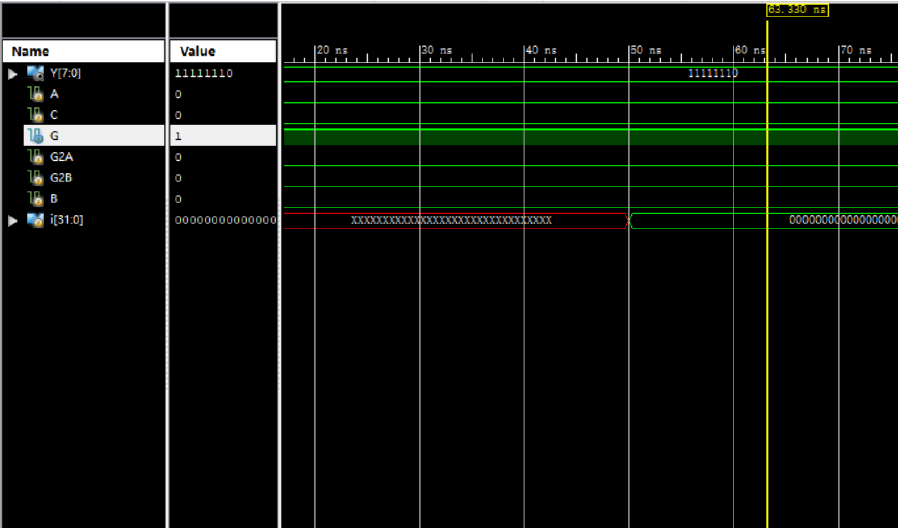 63.330 ns
Name Value
20 ns 30 ns 40 ns 50 ns 60 ns 70 ns
Y[7:0] 11111110 11111110
A 0
C 0
G 1
G2A 0
G2B 0
B 0
i[31:0] 00000000000000 XXXXXXXXXXXXXXXXXXXXXXXXXXXXXXXX 00000000000000000